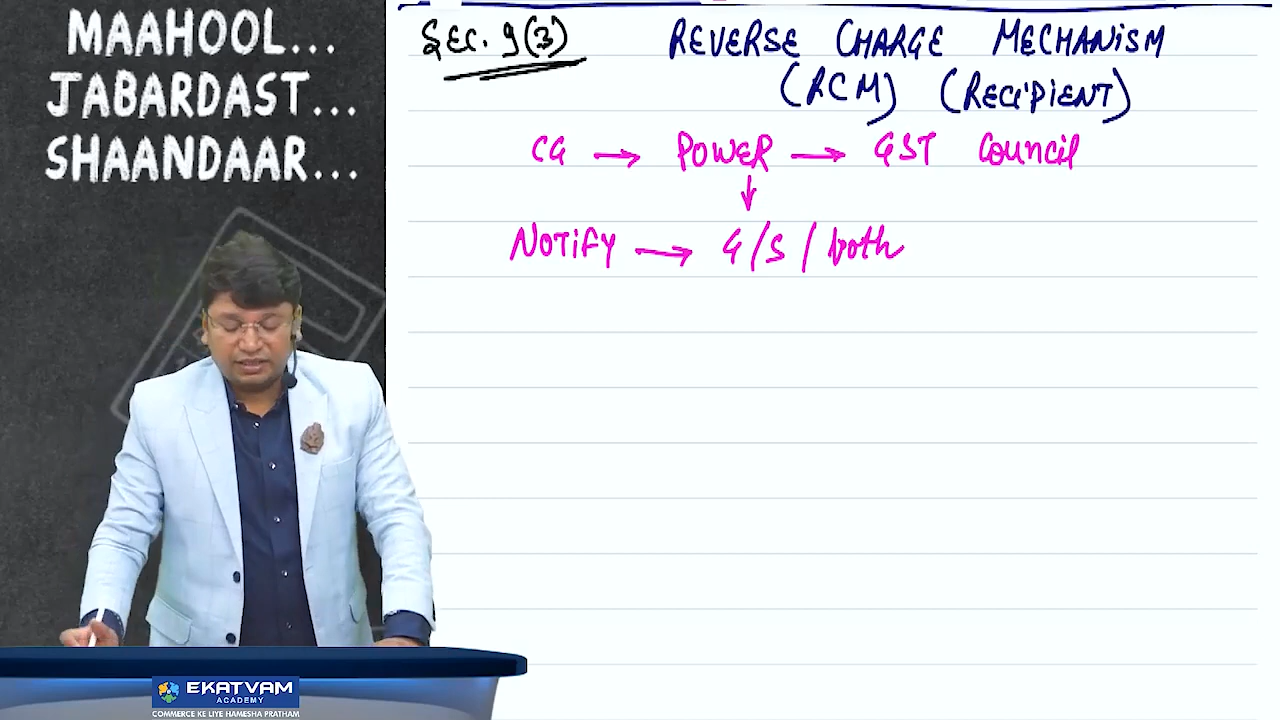 MAAHOOL...
JABARDAST...
SHAANDAAR...
SEC. 9(3) REVERSE CHARGE MECHANISM
(RCM) (RECIPIENT)
CG → POWER → GST Council
↓
NOTIFY → G/S / both
EKATVAM
ACADEMY
COMMERCE KE LIYE HAMESHA PRATHAM